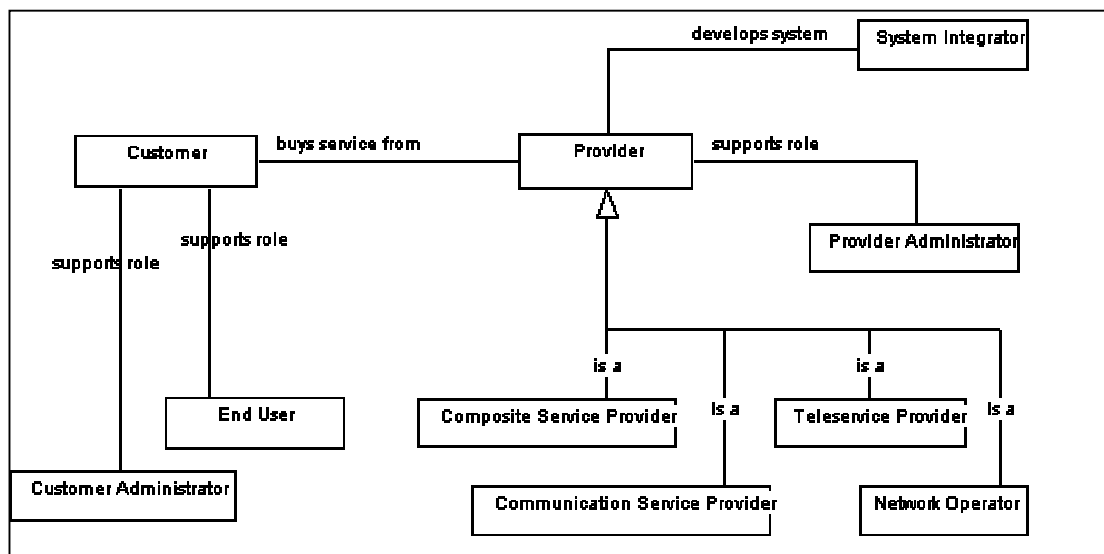 develops system
System Integrator
Customer
buys service from
Provider
supports role
supports role
Provider Administrator
supports role
is a
is a
End User
Composite Service Provider
is a
Teleservice Provider
is a
Customer Administrator
Communication Service Provider
Network Operator